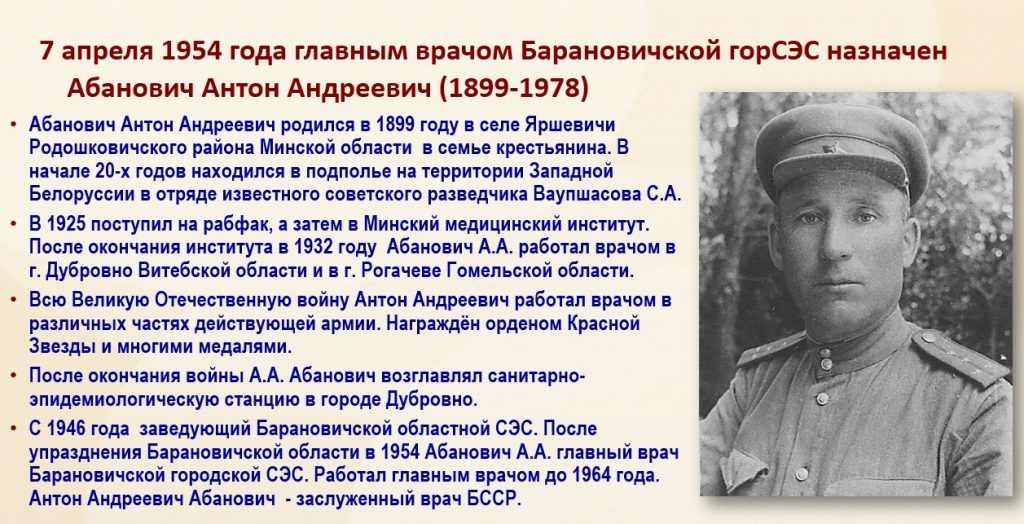 7 апреля 1954 года главным врачом Барановичской горСЭС назначен
Абанович Антон Андреевич (1899-1978)
• Абанович Антон Андреевич родился в 1899 году в селе Яршевичи
Родошковичского района Минской области в семье крестьянина. В
начале 20-х годов находился в подполье на территории Западной
Белоруссии в отряде известного советского разведчика Ваупшасова С.А.
• В 1925 поступил на рабфак, а затем в Минский медицинский институт.
После окончания института в 1932 году Абанович А.А. работал врачом в
г. Дубровно Витебской области и в г. Рогачеве Гомельской области.
• Всю Великую Отечественную войну Антон Андреевич работал врачом в
различных частях действующей армии. Награждён орденом Красной
Звезды и многими медалями.
• После окончания войны А.А. Абанович возглавлял санитарно-
эпидемиологическую станцию в городе Дубровно.
• С 1946 года заведующий Барановичской областной СЭС. После
упразднения Барановичской области в 1954 Абанович А.А. главный врач
Барановичской городской СЭС. Работал главным врачом до 1964 года.
Антон Андреевич Абанович - заслуженный врач БССР.